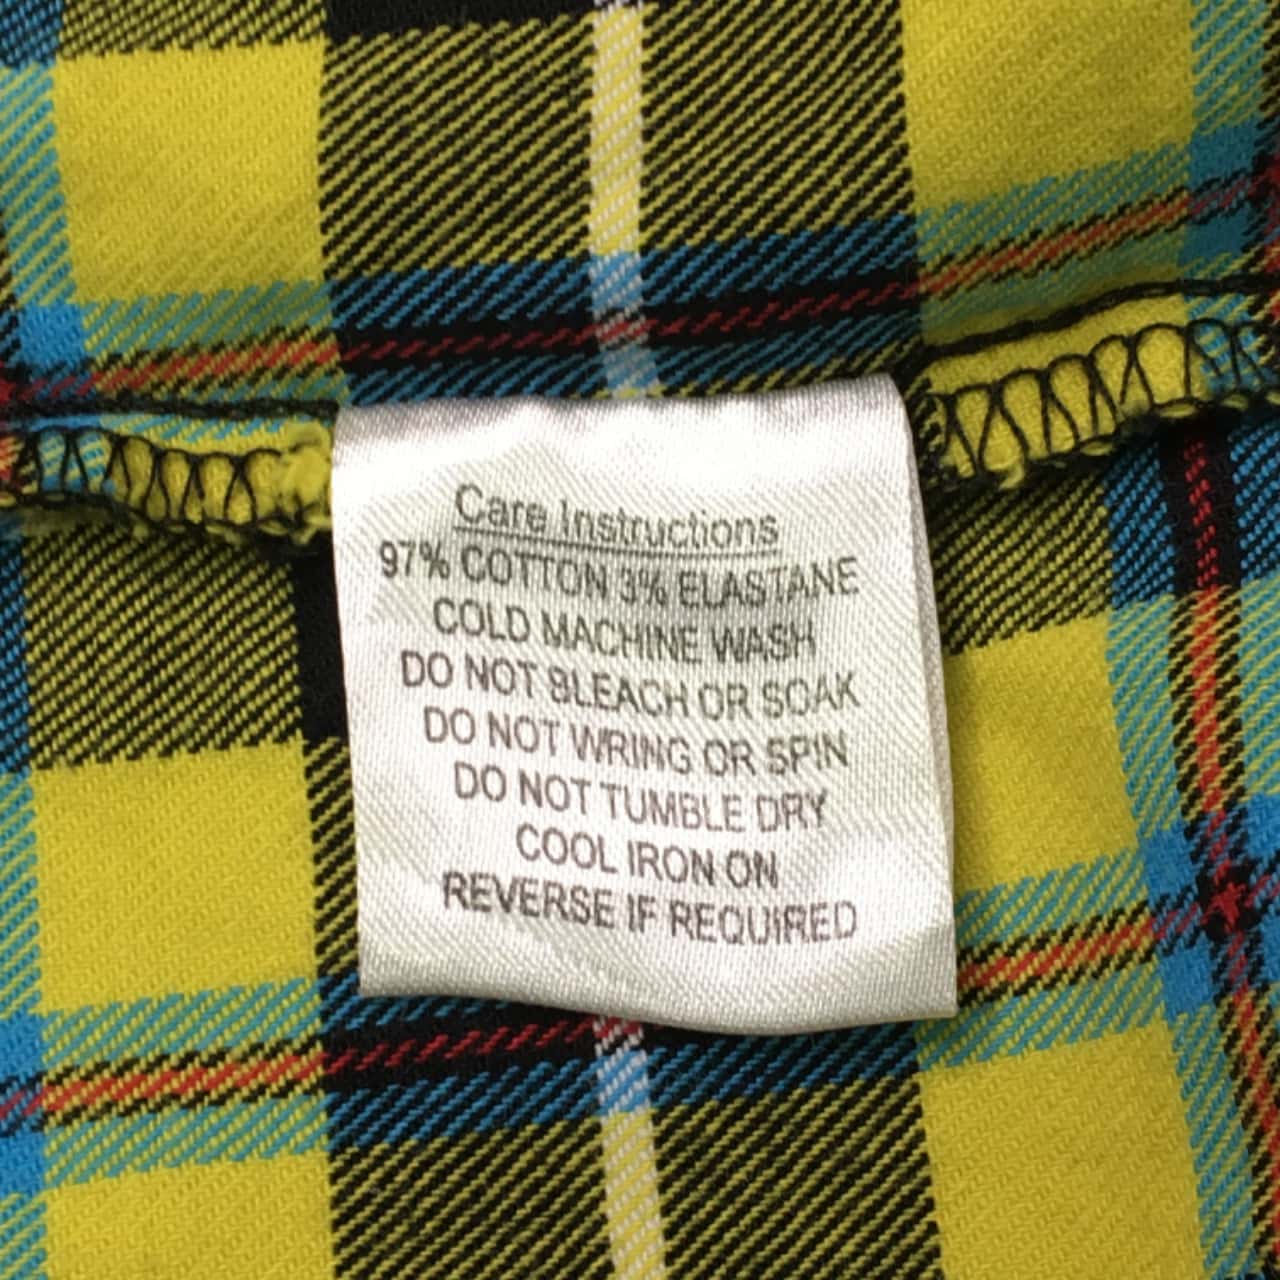 Care Instructions
97% COTTON 3% ELASTANE
COLD MACHINE WASH
DO NOT BLEACH OR SOAK
DO NOT WRING OR SPIN
DO NOT TUMBLE DRY
COOL IRON ON
REVERSE IF REQUIRED